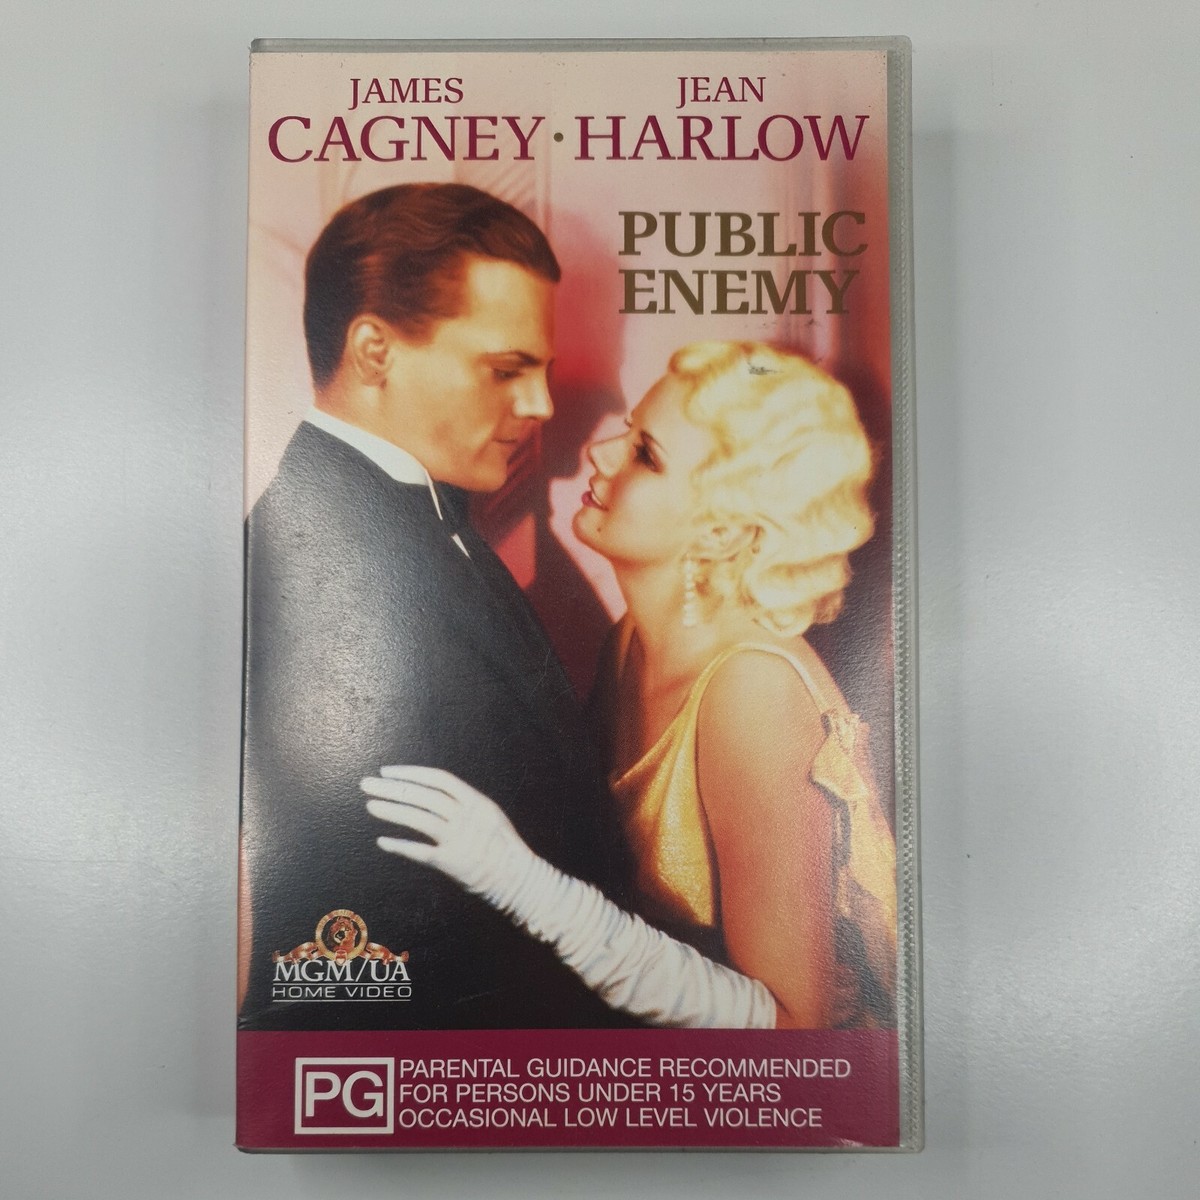 JAMES
CAGNEY · 
JEAN
HARLOW
PUBLIC
ENEMY
MGM/UA
HOME VIDEO
PG
PARENTAL GUIDANCE RECOMMENDED
FOR PERSONS UNDER 15 YEARS
OCCASIONAL LOW LEVEL VIOLENCE